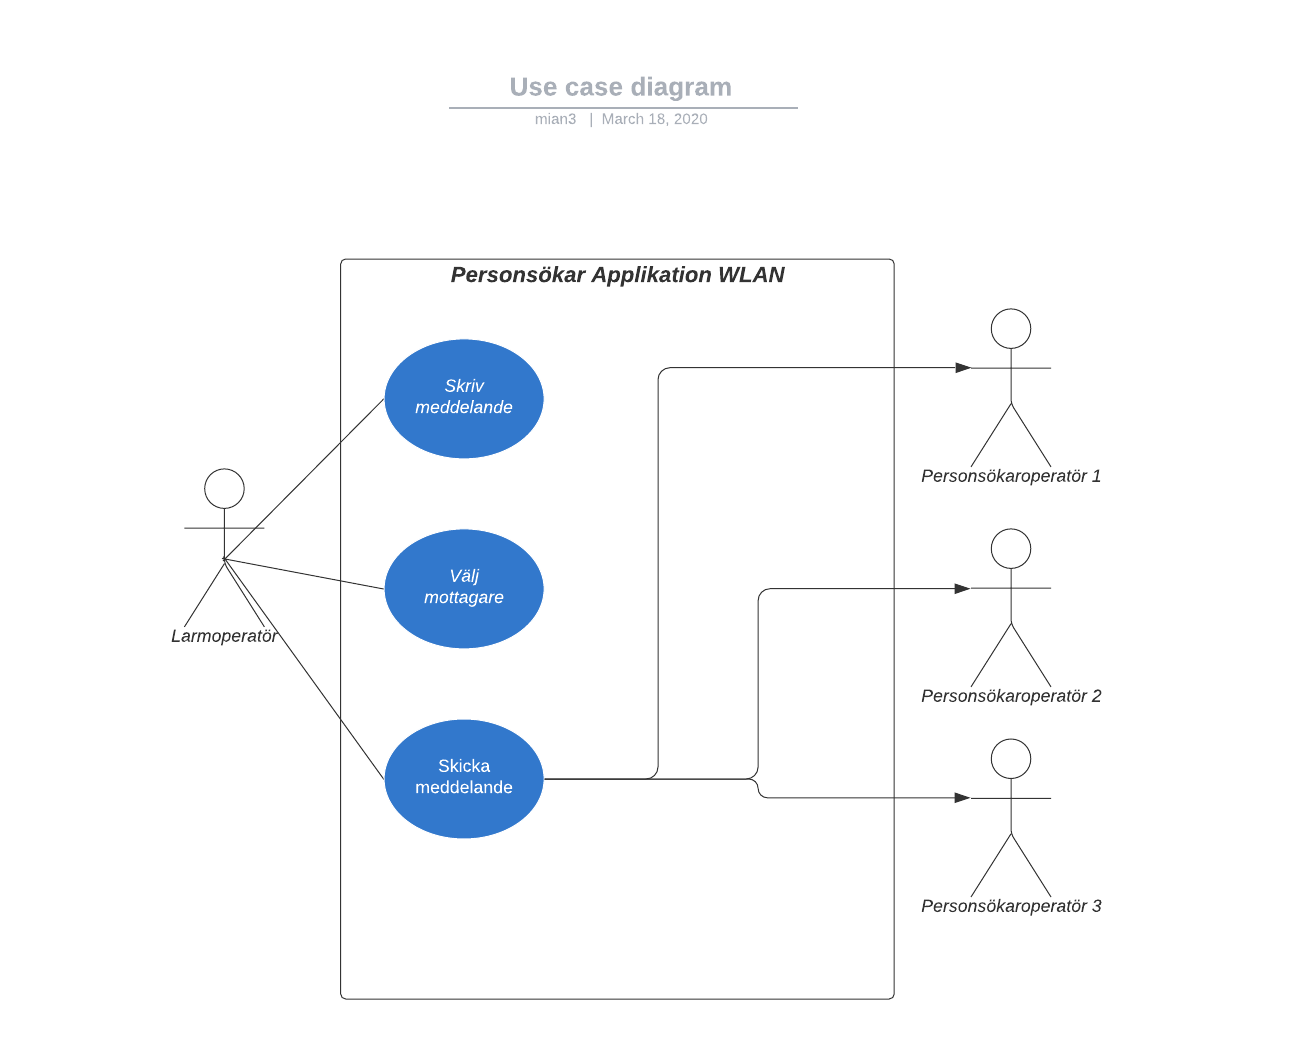 Use case diagram
mian3 | March 18, 2020
Personsökar Applikation WLAN
Skriv
meddelande
Välj
mottagare
Skicka
meddelande
Larmoperatör
Personsökaroperatör 1
Personsökaroperatör 2
Personsökaroperatör 3